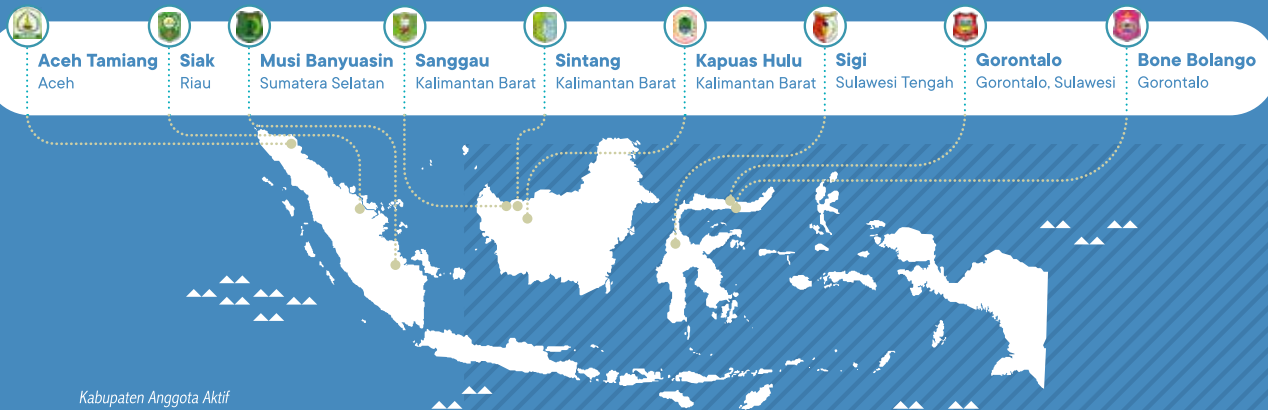 Aceh Tamiang
Aceh
Siak
Riau
Musi Banyuasin
Sumatera Selatan
Sanggau
Kalimantan Barat
Sintang
Kalimantan Barat
Kapuas Hulu
Kalimantan Barat
Sigi
Sulawesi Tengah
Gorontalo
Gorontalo, Sulawesi
Bone Bolango
Gorontalo
Kabupaten Anggota Aktif